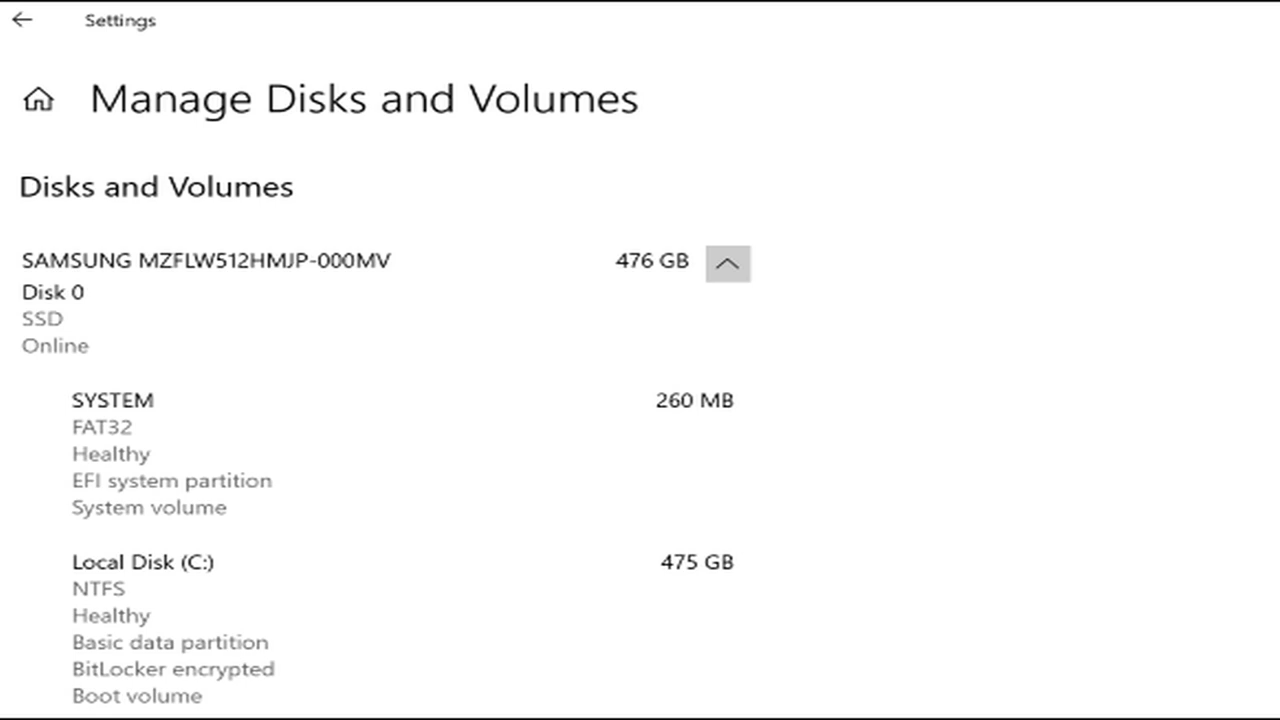 Settings
Manage Disks and Volumes
Disks and Volumes
SAMSUNG MZFLW512HMJP-000MV 476 GB
Disk 0
SSD
Online
SYSTEM 260 MB
FAT32
Healthy
EFI system partition
System volume
Local Disk (C:) 475 GB
NTFS
Healthy
Basic data partition
BitLocker encrypted
Boot volume